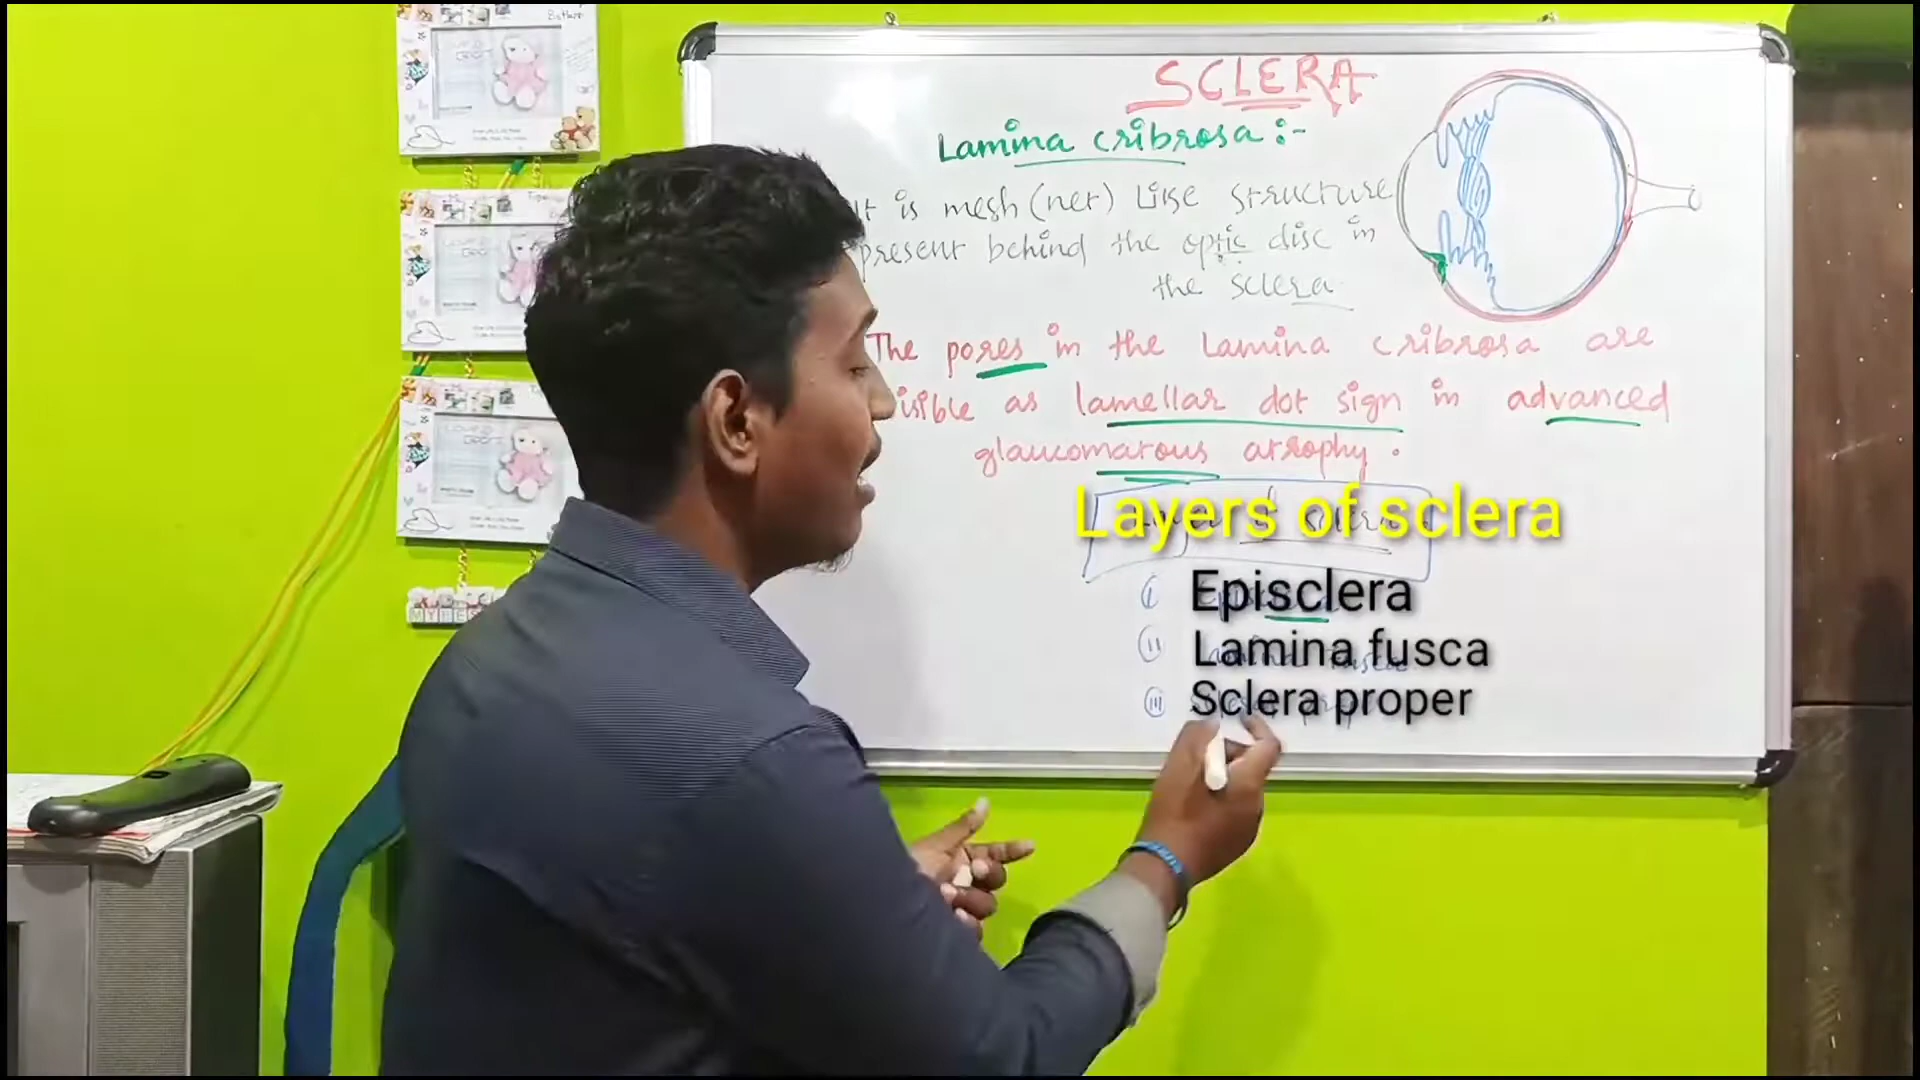 SCLERA
Lamina cribrosa :-
It is mesh (net) like structure
present behind the optic disc in
the sclera.
The pores in the lamina cribrosa are
isible as lamellar dot sign in advanced
glaucomatous atrophy.
Layers of sclera
(i) Episclera
(ii) Lamina fusca
(iii) Sclera proper